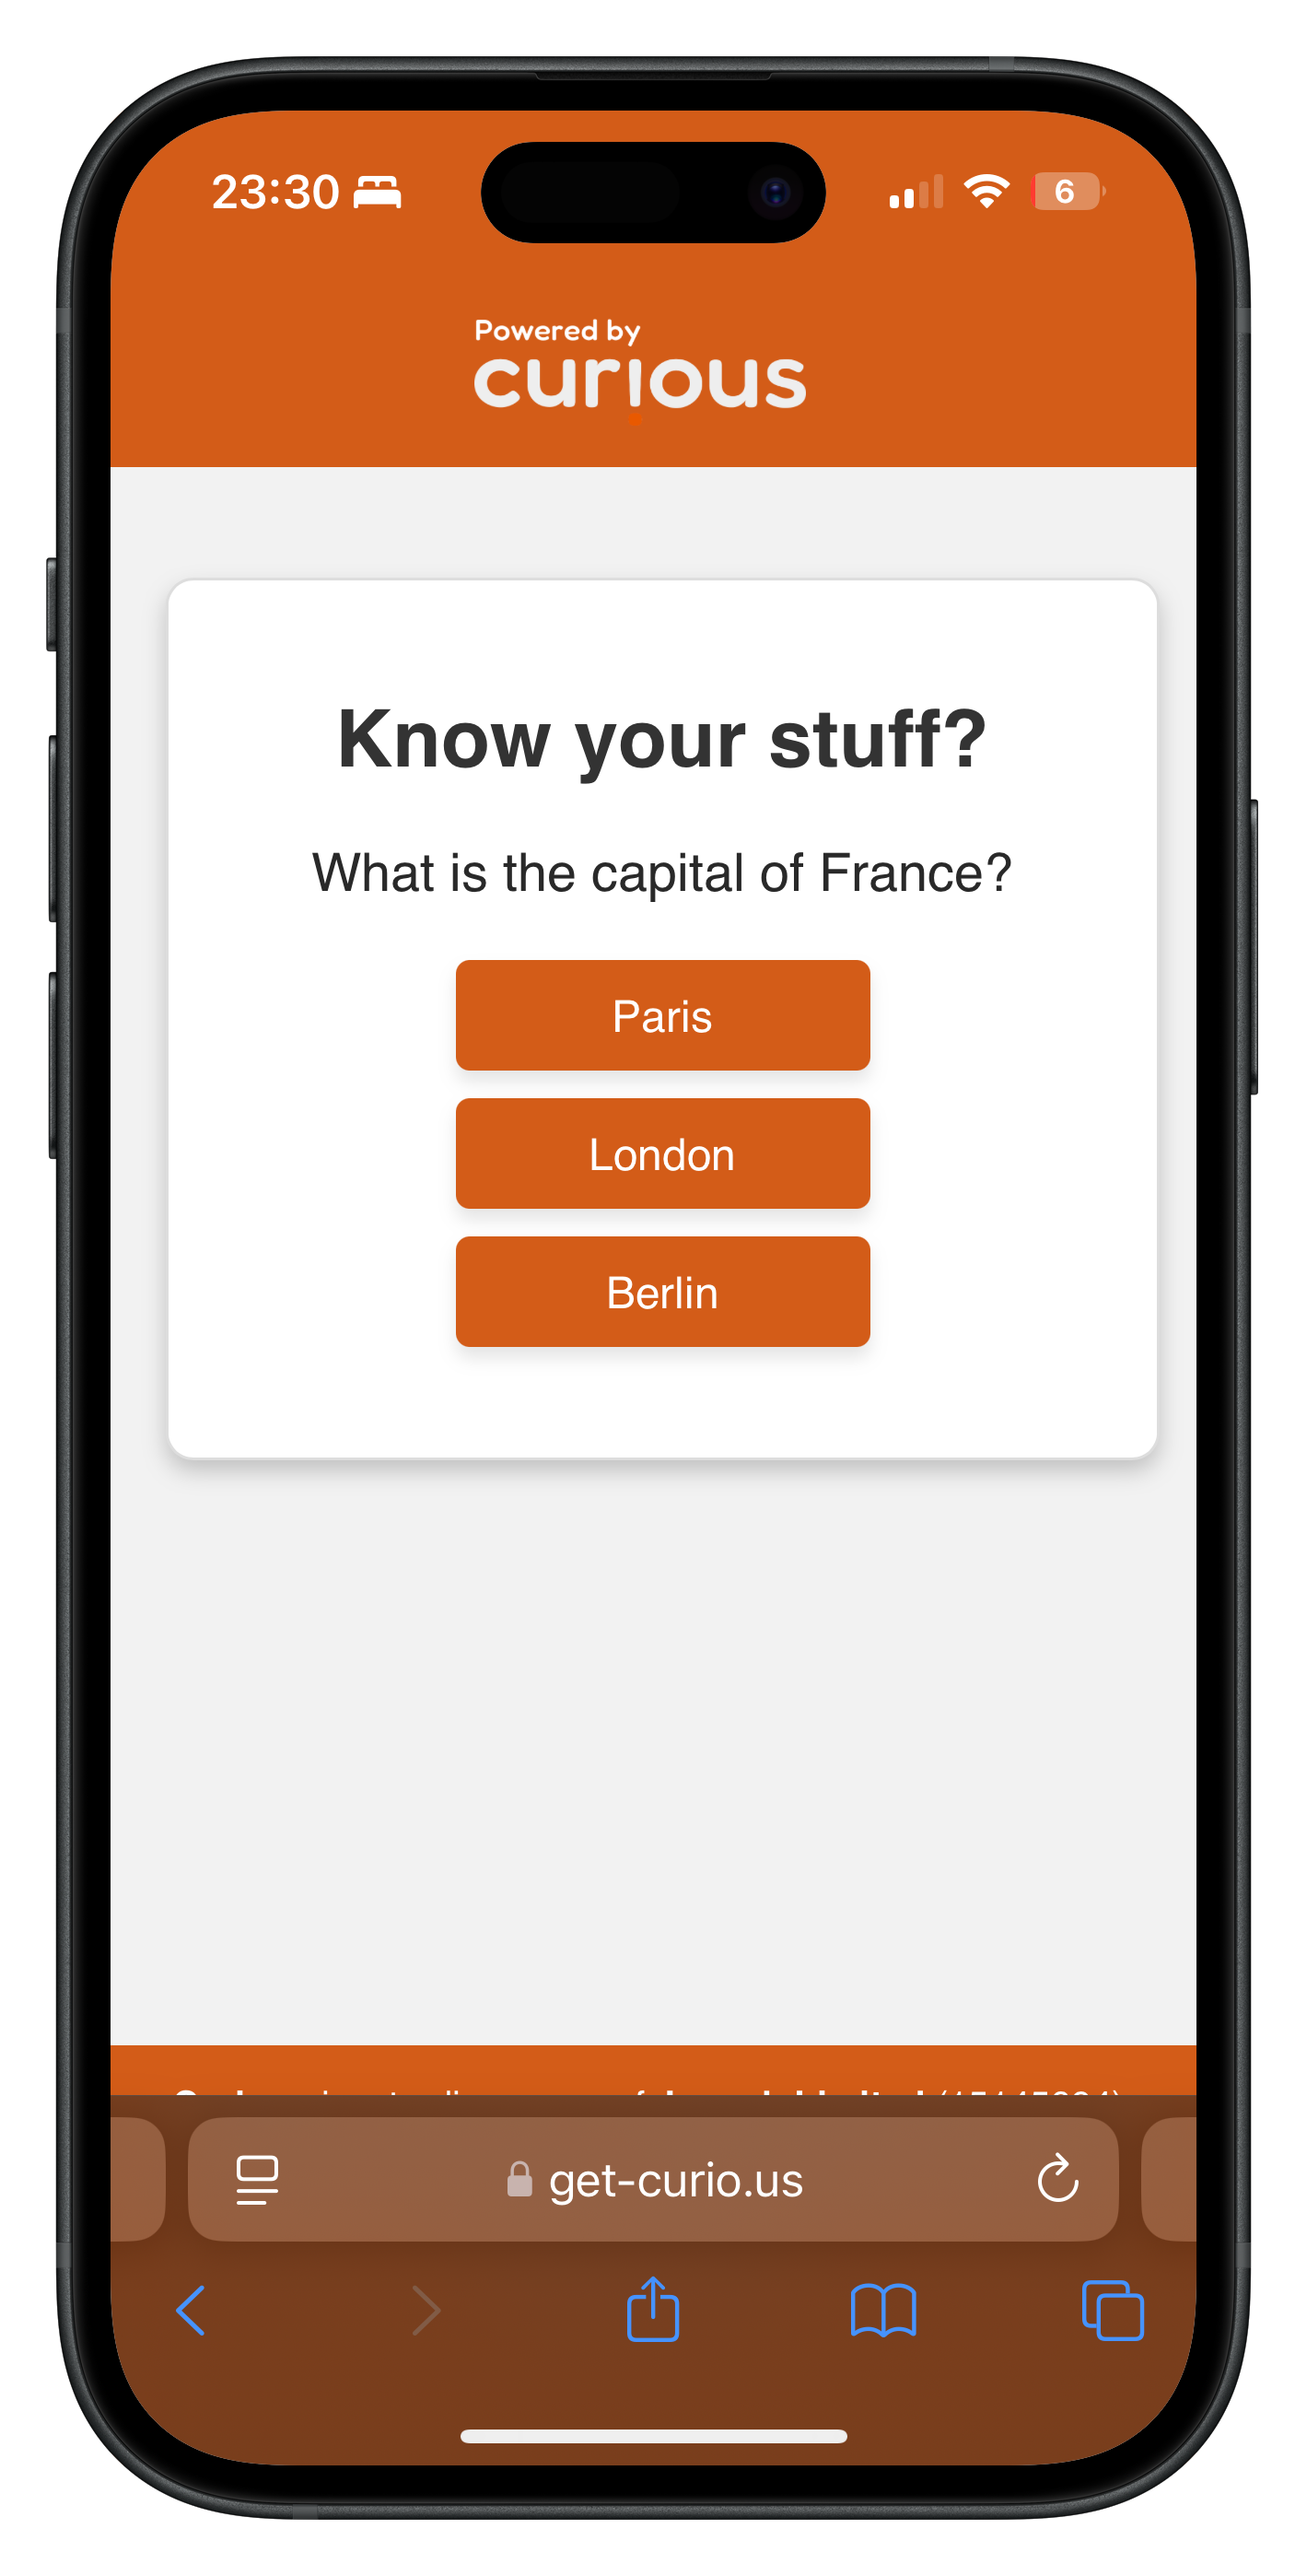 23:30
6
Powered by
curious
Know your stuff?
What is the capital of France?
Paris
London
Berlin
get-curio.us